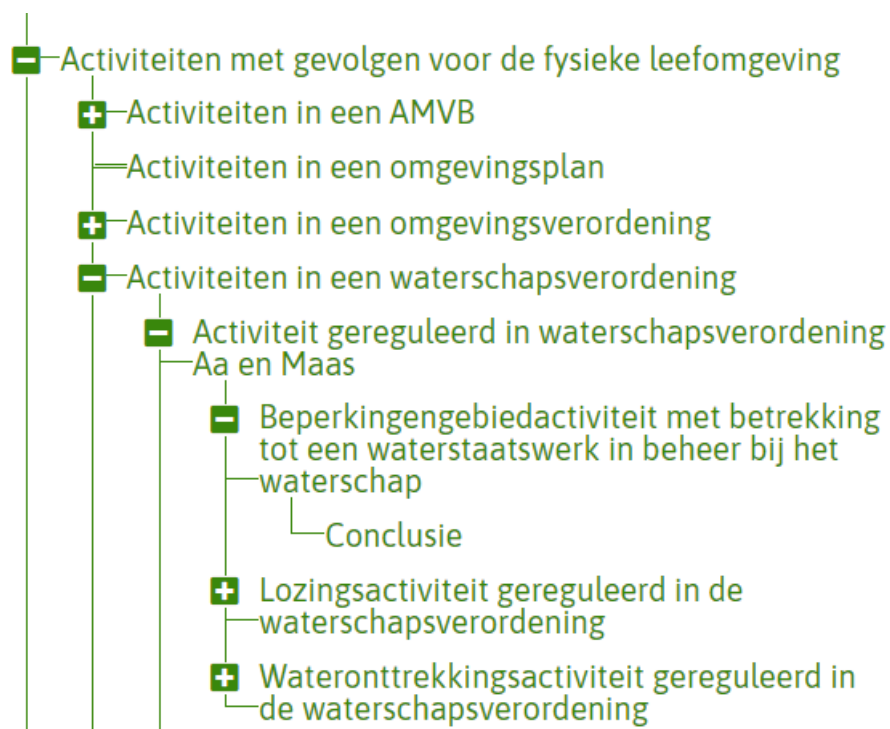 Activiteiten met gevolgen voor de fysieke leefomgeving
Activiteiten in een AMVB
Activiteiten in een omgevingsplan
Activiteiten in een omgevingsverordening
Activiteiten in een waterschapsverordening
Activiteit gereguleerd in waterschapsverordening
Aa en Maas
Beperkingengebiedactiviteit met betrekking
tot een waterstaatswerk in beheer bij het
waterschap
Conclusie
Lozingsactiviteit gereguleerd in de
waterschapsverordening
Wateronttrekkingsactiviteit gereguleerd in
de waterschapsverordening